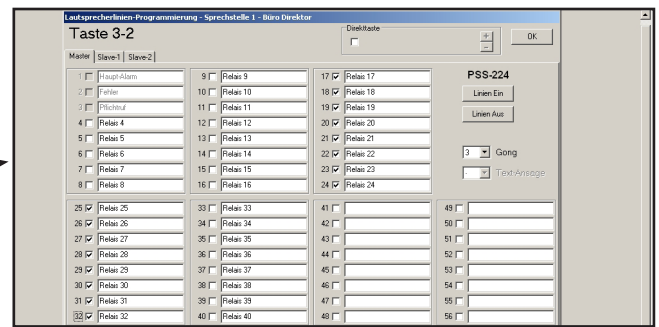 Lautsprecherlinien-Programmierung - Sprechstelle 1 - Büro Direktor
Taste 3-2
Direkttaste
+
-
OK
Master Slave-1 Slave-2
1 Haupt-Alarm
2 Fehler
3 Pflichtruf
4 Relais 4
5 Relais 5
6 Relais 6
7 Relais 7
8 Relais 8
9 Relais 9
10 Relais 10
11 Relais 11
12 Relais 12
13 Relais 13
14 Relais 14
15 Relais 15
16 Relais 16
17 Relais 17
18 Relais 18
19 Relais 19
20 Relais 20
21 Relais 21
22 Relais 22
23 Relais 23
24 Relais 24
PSS-224
Linien Ein
Linien Aus
3 Gong
- Text-Ansage
25 Relais 25
26 Relais 26
27 Relais 27
28 Relais 28
29 Relais 29
30 Relais 30
31 Relais 31
32 Relais 32
33 Relais 33
34 Relais 34
35 Relais 35
36 Relais 36
37 Relais 37
38 Relais 38
39 Relais 39
40 Relais 40
41
42
43
44
45
46
47
48
49
50
51
52
53
54
55
56